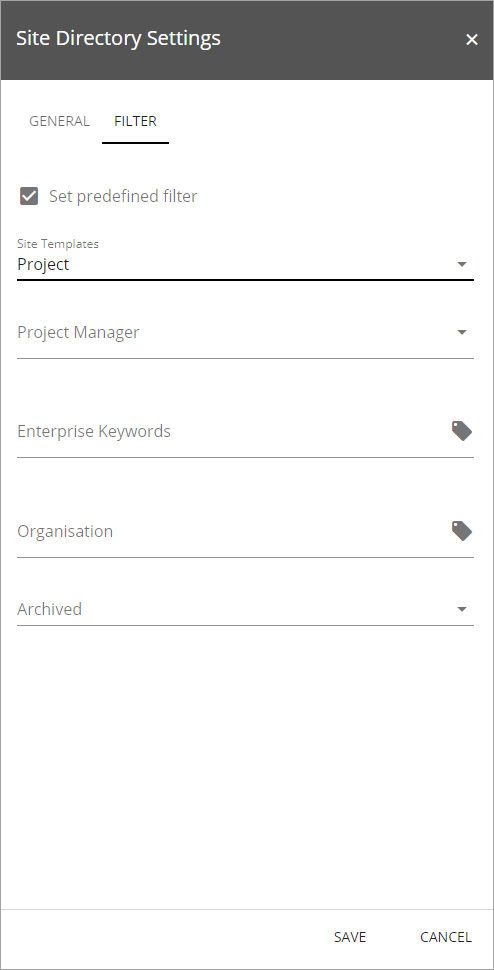 Site Directory Settings
GENERAL FILTER
Set predefined filter
Site Templates
Project
Project Manager
Enterprise Keywords
Organisation
Archived
SAVE CANCEL